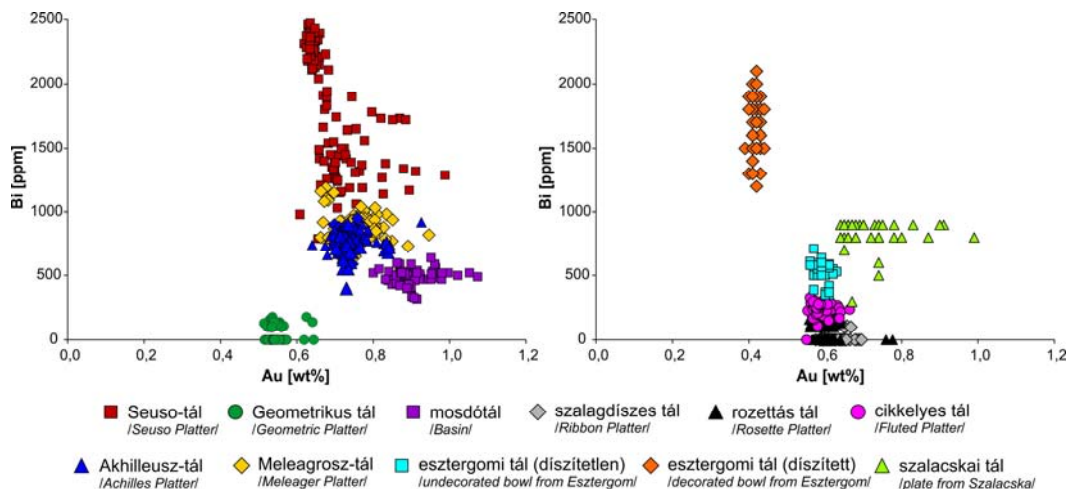 2500
2000
1500
1000
500
0
Bi [ppm]
0,0 0,2 0,4 0,6 0,8 1,0 1,2
Au [wt%]
2500
2000
1500
1000
500
0
Bi [ppm]
0,0 0,2 0,4 0,6 0,8 1,0 1,2
Au [wt%]
Seuso-tál Geometrikus tál mosdótál szalagdíszes tál rozettás tál cikkelyes tál
/Seuso Platter/ /Geometric Platter/ /Basin/ /Ribbon Platter/ /Rosette Platter/ /Fluted Platter/
Akhilleusz-tál Meleagrosz-tál esztergomi tál (díszítetlen) esztergomi tál (díszített) szalacskai tál
/Achilles Platter/ /Meleager Platter/ /undecorated bowl from Esztergom/ /decorated bowl from Esztergom/ /plate from Szalacska/